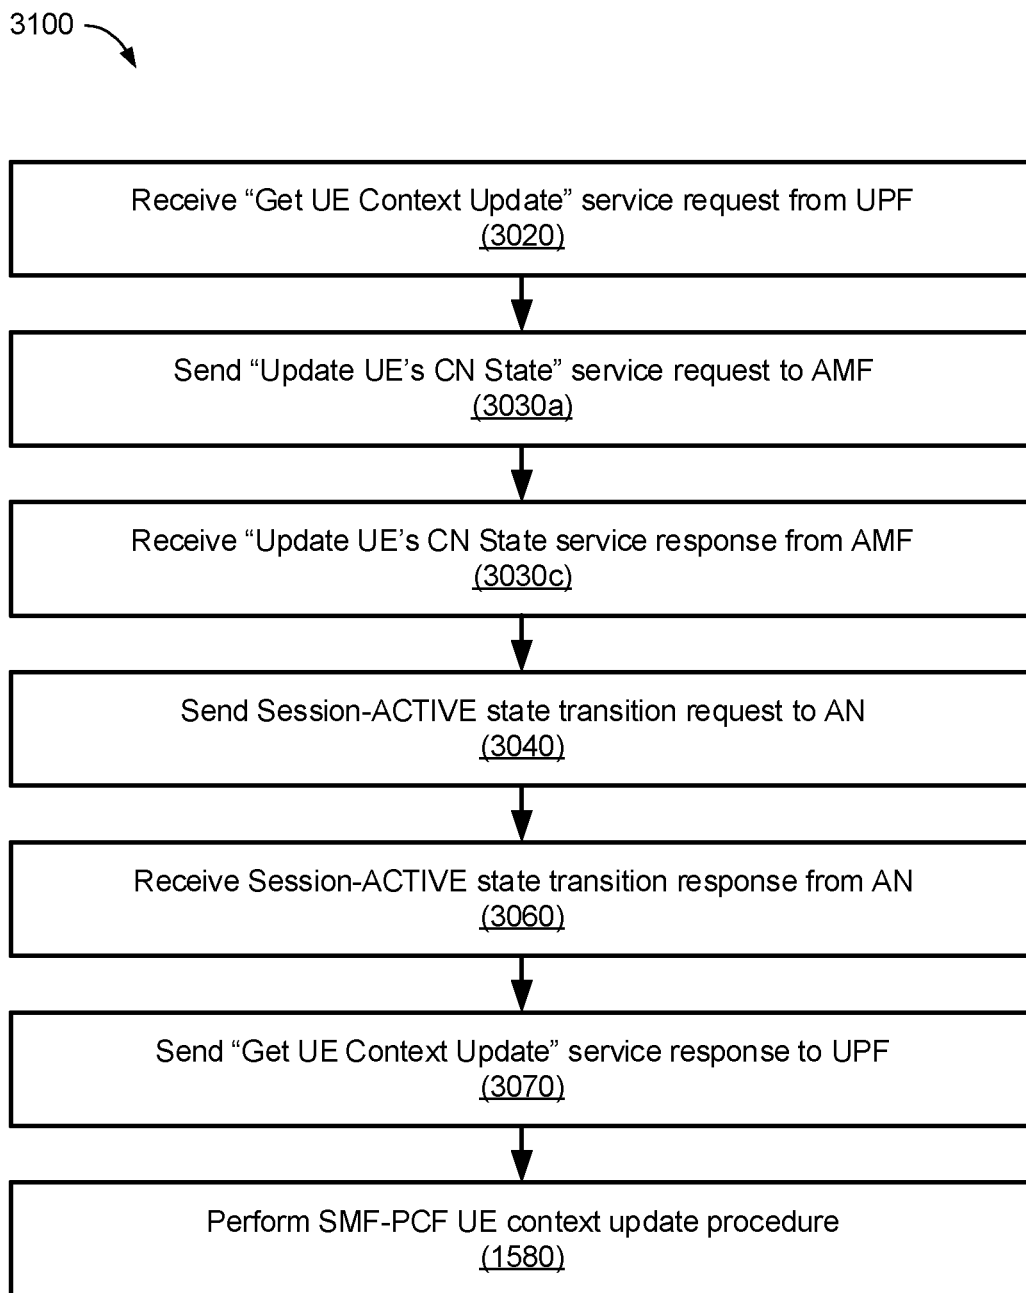 3100
Receive “Get UE Context Update” service request from UPF
(3020)
Send “Update UE’s CN State” service request to AMF
(3030a)
Receive “Update UE’s CN State service response from AMF
(3030c)
Send Session-ACTIVE state transition request to AN
(3040)
Receive Session-ACTIVE state transition response from AN
(3060)
Send “Get UE Context Update” service response to UPF
(3070)
Perform SMF-PCF UE context update procedure
(1580)